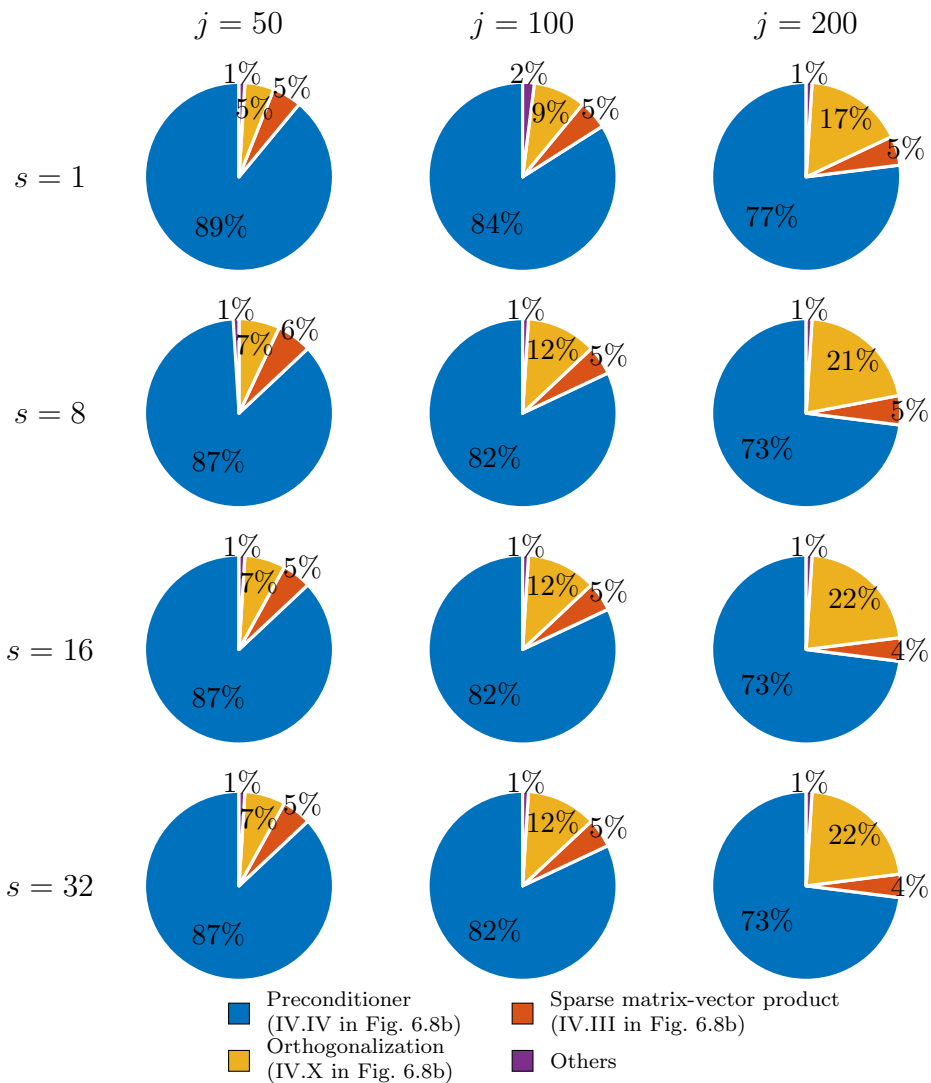 j = 50 j = 100 j = 200
1% 5% 5% 2% 9% 5% 1% 17% 5%
s = 1
89% 84% 77%
1% 7% 6% 1% 12% 5% 1% 21% 5%
s = 8
87% 82% 73%
1% 7% 5% 1% 12% 5% 1% 22% 4%
s = 16
87% 82% 73%
1% 7% 5% 1% 12% 5% 1% 22% 4%
s = 32
87% 82% 73%
Preconditioner
(IV.IV in Fig. 6.8b)
Orthogonalization
(IV.X in Fig. 6.8b)
Sparse matrix-vector product
(IV.III in Fig. 6.8b)
Others